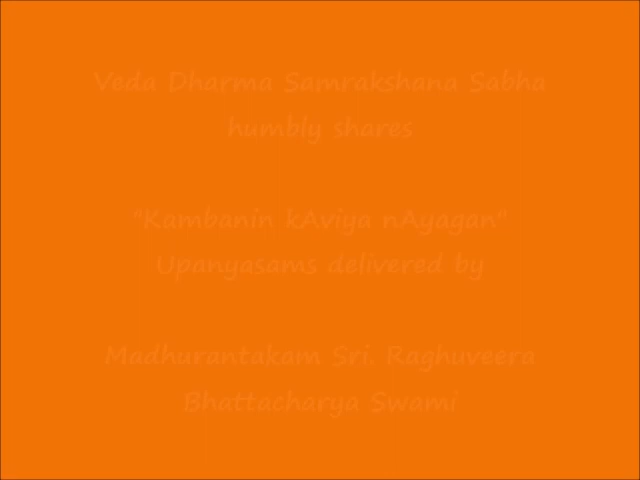 Veda Dharma Samrakshana Sabha
humbly shares
"Kambanin kAviya nAyagan"
Upanyasams delivered by
Madhurantakam Sri. Raghuveera
Bhattacharya Swami